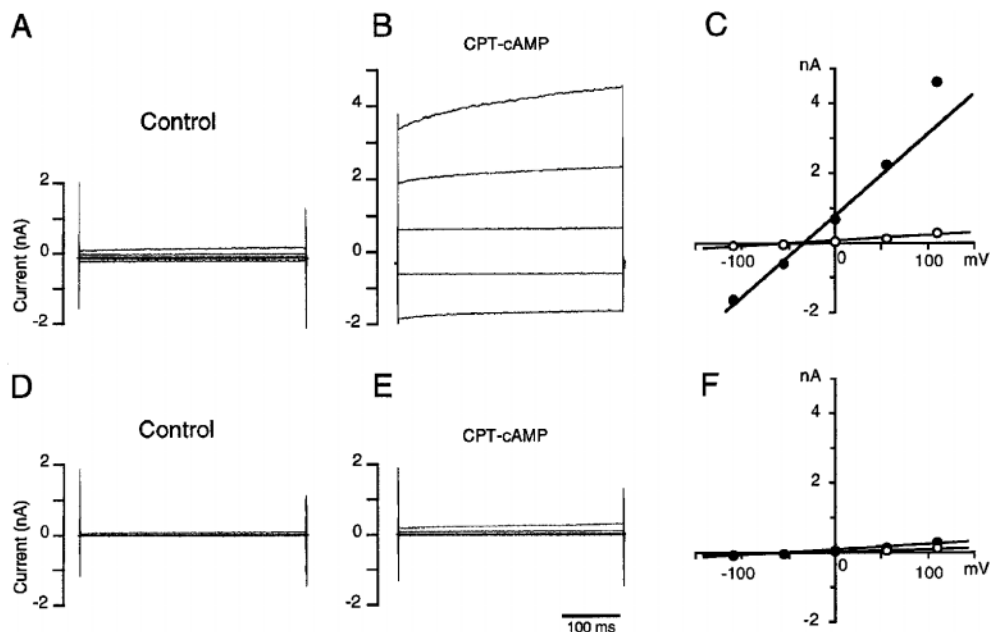 A
Control
Current (nA)
2
0
-2
B
CPT-cAMP
4
2
0
-2
C
nA
4
2
-100
0
100
mV
-2
D
Control
Current (nA)
2
0
-2
E
CPT-cAMP
2
0
-2
100 ms
F
nA
4
2
-100
0
100
mV
-2